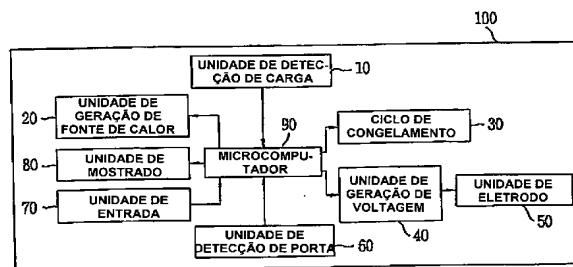 100
UNIDADE DE DETEC-
ÇÃO DE CARGA
10
20
UNIDADE DE
GERAÇÃO DE
FONTE DE CALOR
90
CICLO DE
CONGELAMENTO
30
80
UNIDADE DE
MOSTRADO
MICROCOMPU-
TADOR
UNIDADE DE
GERAÇÃO DE
VOLTAGEM
40
UNIDADE DE
ELETRODO
50
70
UNIDADE DE
ENTRADA
UNIDADE DE
DETECÇÃO DE PORTA
60